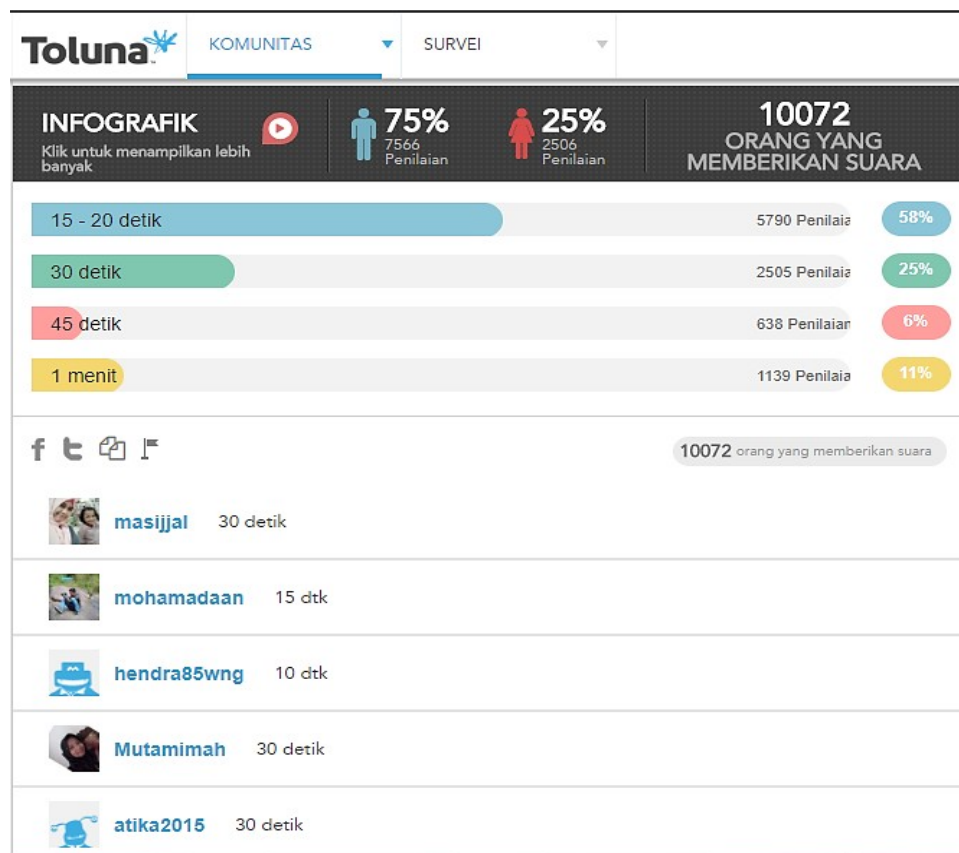 Toluna
KOMUNITAS
SURVEI
INFOGRAFIK
Klik untuk menampilkan lebih
banyak
75%
7566
Penilaian
25%
2506
Penilaian
10072
ORANG YANG
MEMBERIKAN SUARA
15 - 20 detik 5790 Penilaia 58%
30 detik 2505 Penilaia 25%
45 detik 638 Penilaian 6%
1 menit 1139 Penilaia 11%
10072 orang yang memberikan suara
masijjal 30 detik
mohamadaan 15 dtk
hendra85wng 10 dtk
Mutamimah 30 detik
atika2015 30 detik